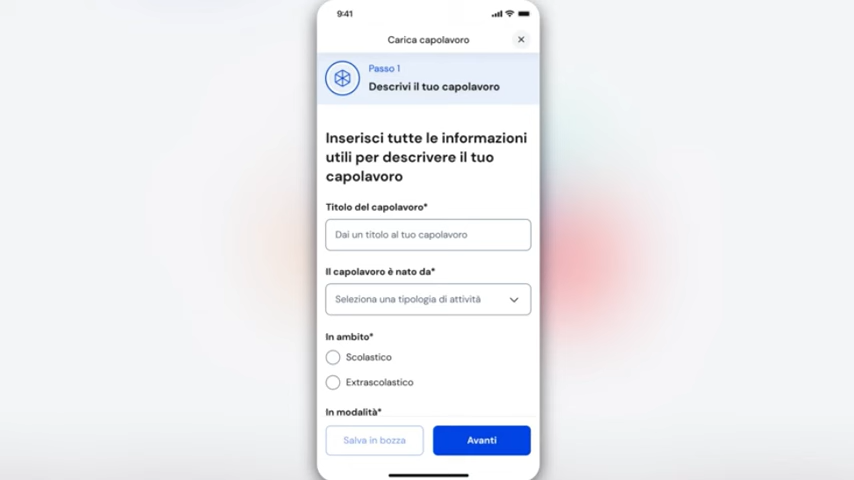 9:41
Carica capolavoro
Passo 1
Descrivi il tuo capolavoro
Inserisci tutte le informazioni
utili per descrivere il tuo
capolavoro
Titolo del capolavoro*
Dai un titolo al tuo capolavoro
Il capolavoro è nato da*
Seleziona una tipologia di attività
In ambito*
Scolastico
Extrascolastico
In modalità*
Salva in bozza
Avanti